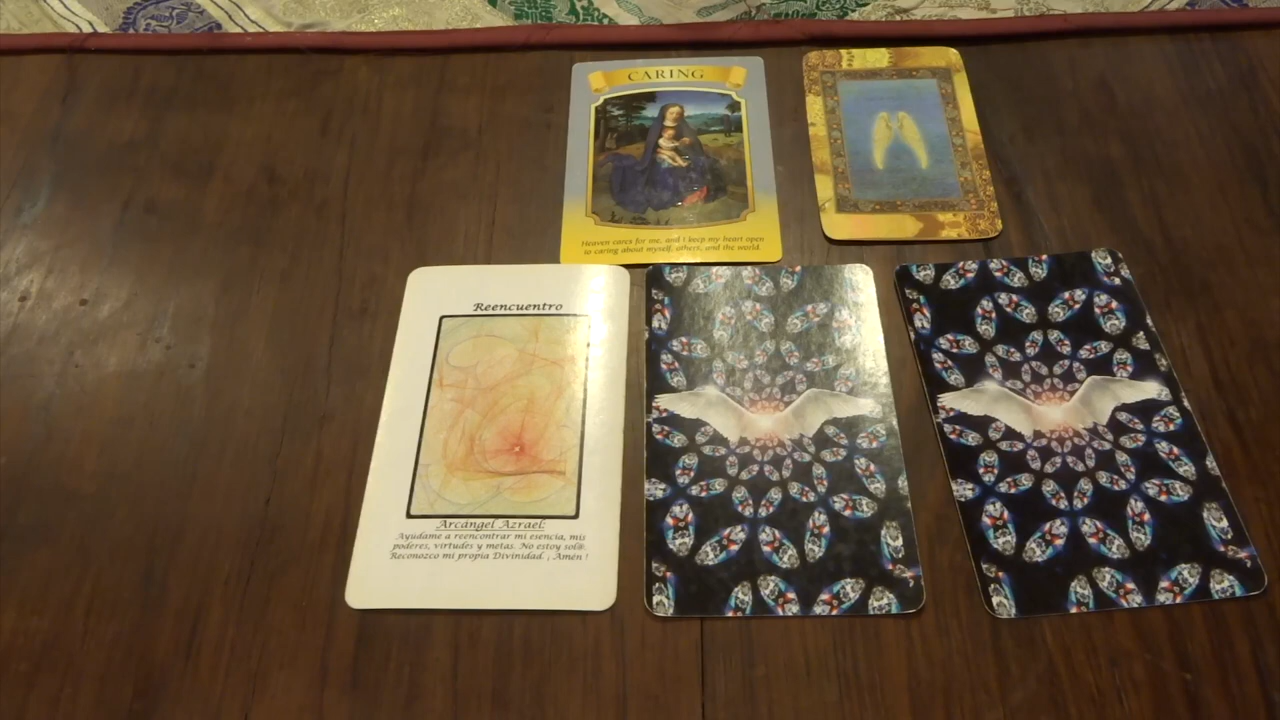 CARING
Heaven cares for me, and I keep my heart open
to caring about myself, others, and the world.
Reencuentro
Arcángel Azrael:
Ayúdame a reencontrar mi esencia, mis
poderes, virtudes y metas. No estoy sol@.
Reconozco mi propia Divinidad. ¡ Amén !